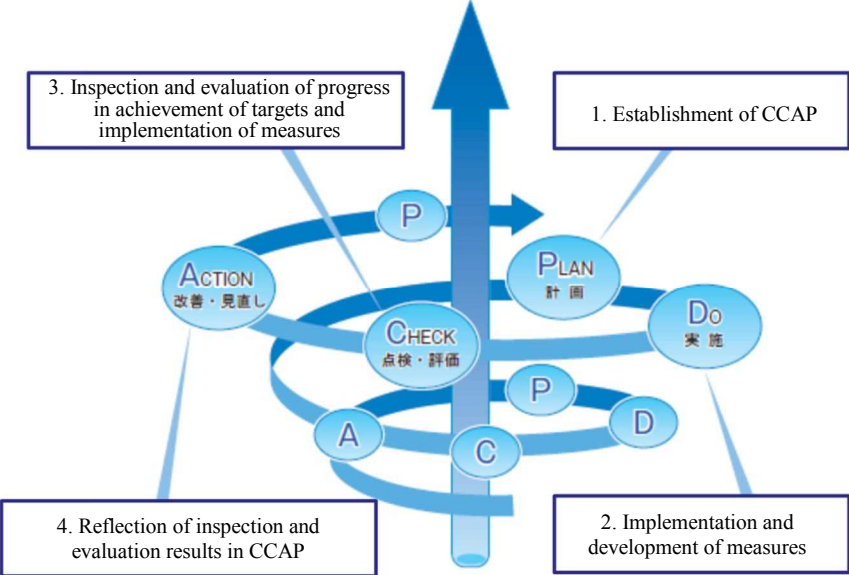 3. Inspection and evaluation of progress
in achievement of targets and
implementation of measures
1. Establishment of CCAP
P
ACTION
改善・見直し
PLAN
計画
DO
実施
CHECK
点検・評価
P
A
D
C
4. Reflection of inspection and
evaluation results in CCAP
2. Implementation and
development of measures